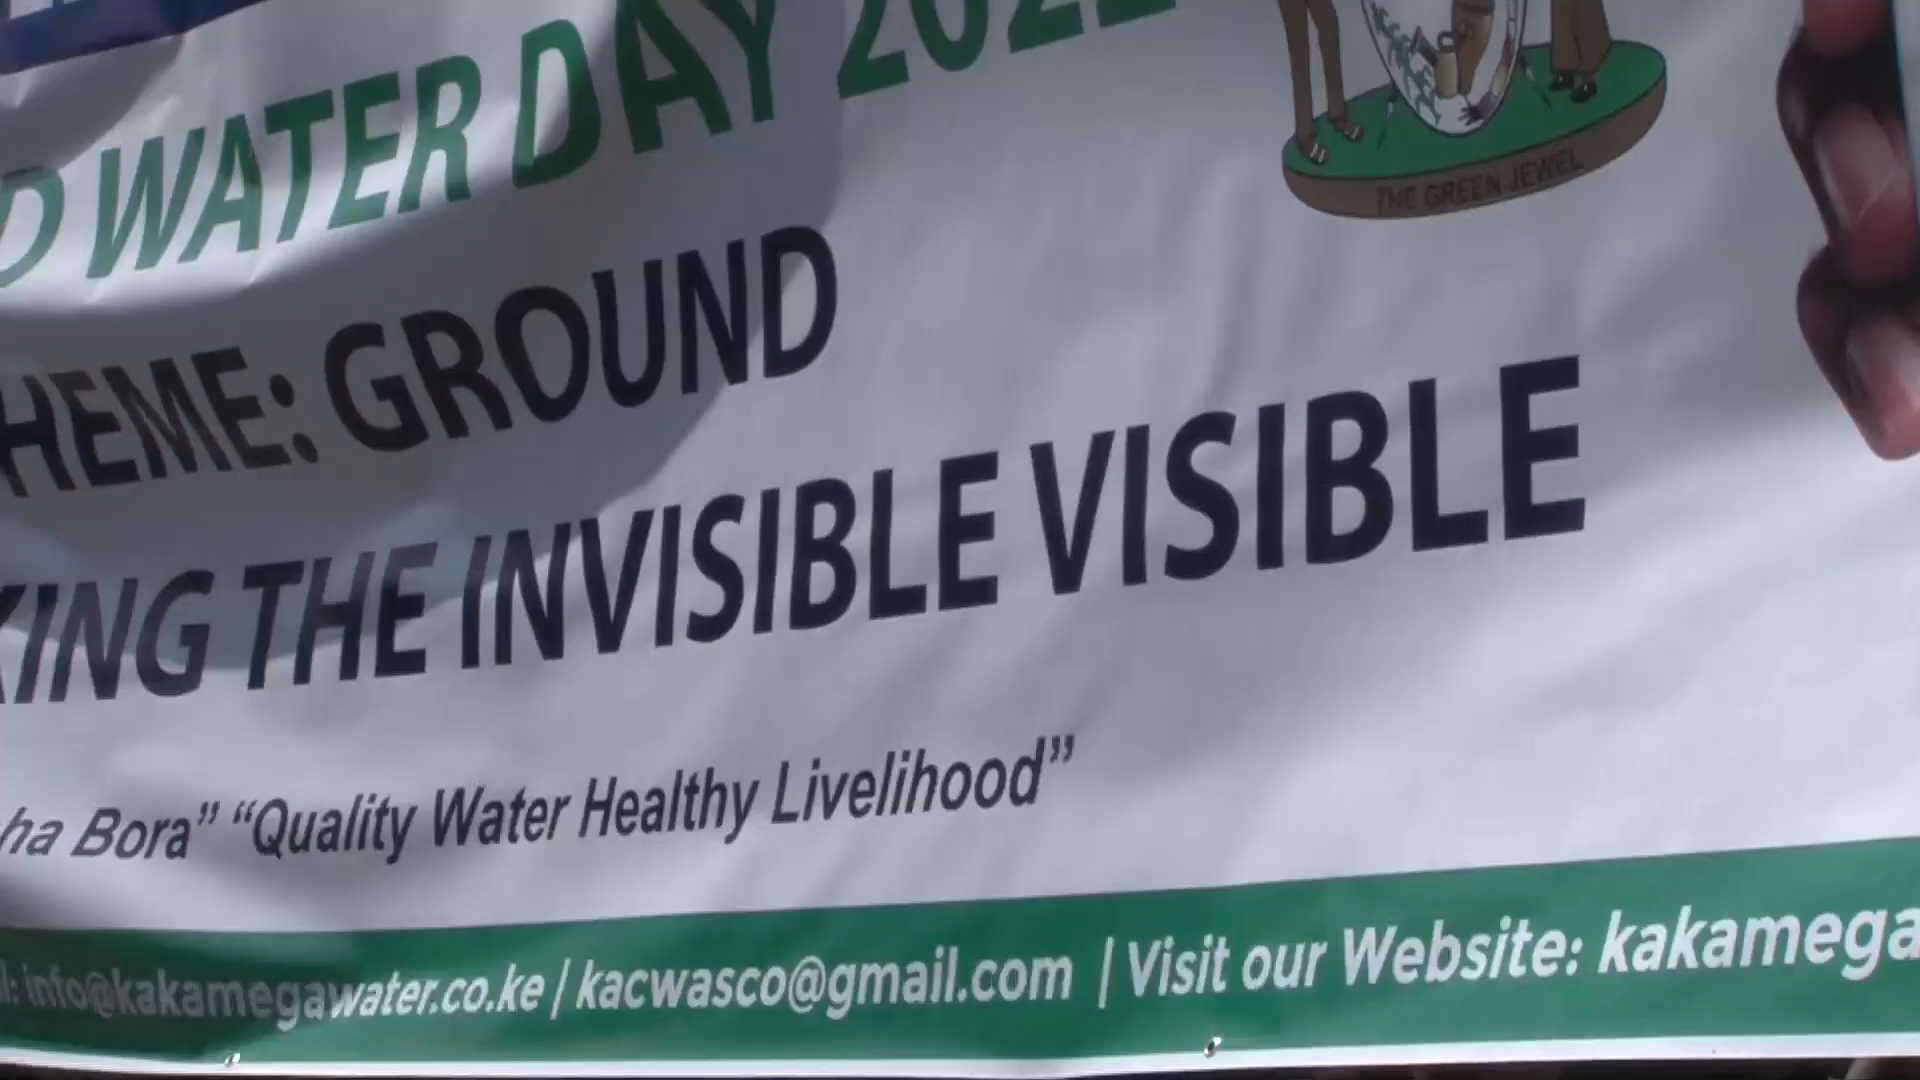 D WATER DAY 2022
THE GREEN JEWEL
HEME: GROUND
KING THE INVISIBLE VISIBLE
ha Bora” “Quality Water Healthy Livelihood”
l: info@kakamegawater.co.ke / kacwasco@gmail.com | Visit our Website: kakamega